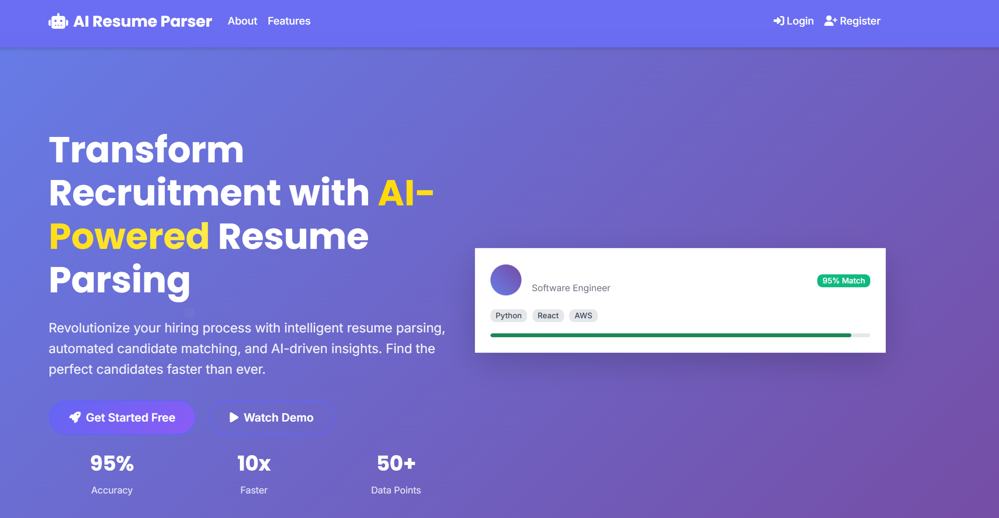 AI Resume Parser
About
Features
Login
Register
Transform
Recruitment with AI-
Powered Resume
Parsing
Revolutionize your hiring process with intelligent resume parsing,
automated candidate matching, and AI-driven insights. Find the
perfect candidates faster than ever.
Get Started Free
Watch Demo
95%
Accuracy
10x
Faster
50+
Data Points
Software Engineer
95% Match
Python
React
AWS